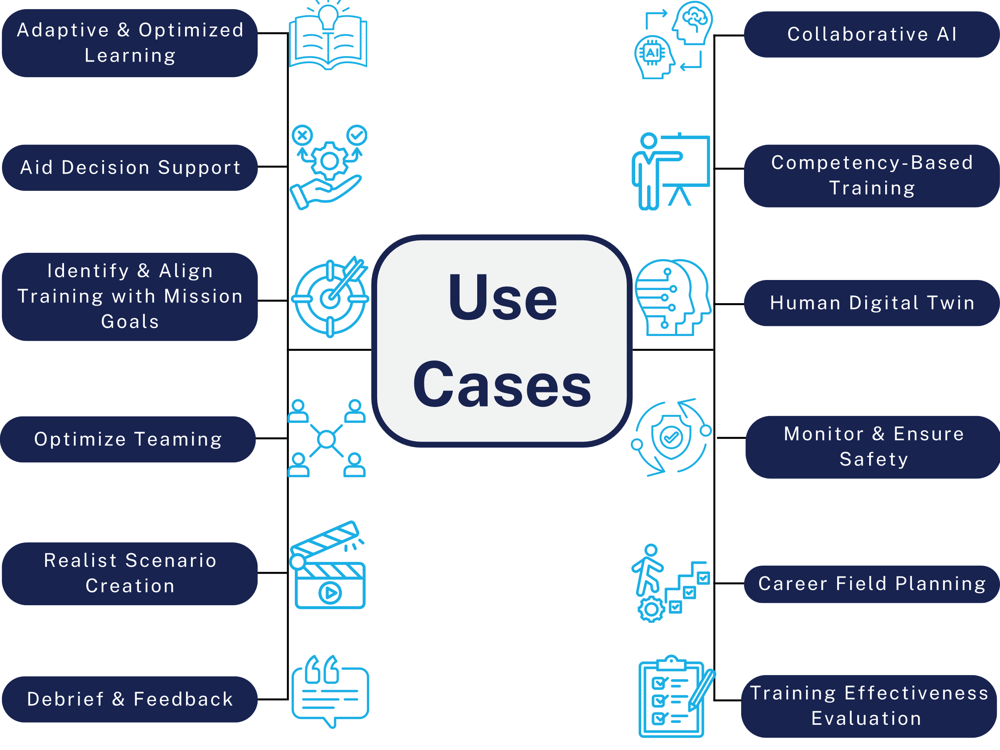 Adaptive & Optimized
Learning
Aid Decision Support
Identify & Align
Training with Mission
Goals
Optimize Teaming
Realist Scenario
Creation
Debrief & Feedback
Use
Cases
Collaborative AI
Competency-Based
Training
Human Digital Twin
Monitor & Ensure
Safety
Career Field Planning
Training Effectiveness
Evaluation
AI